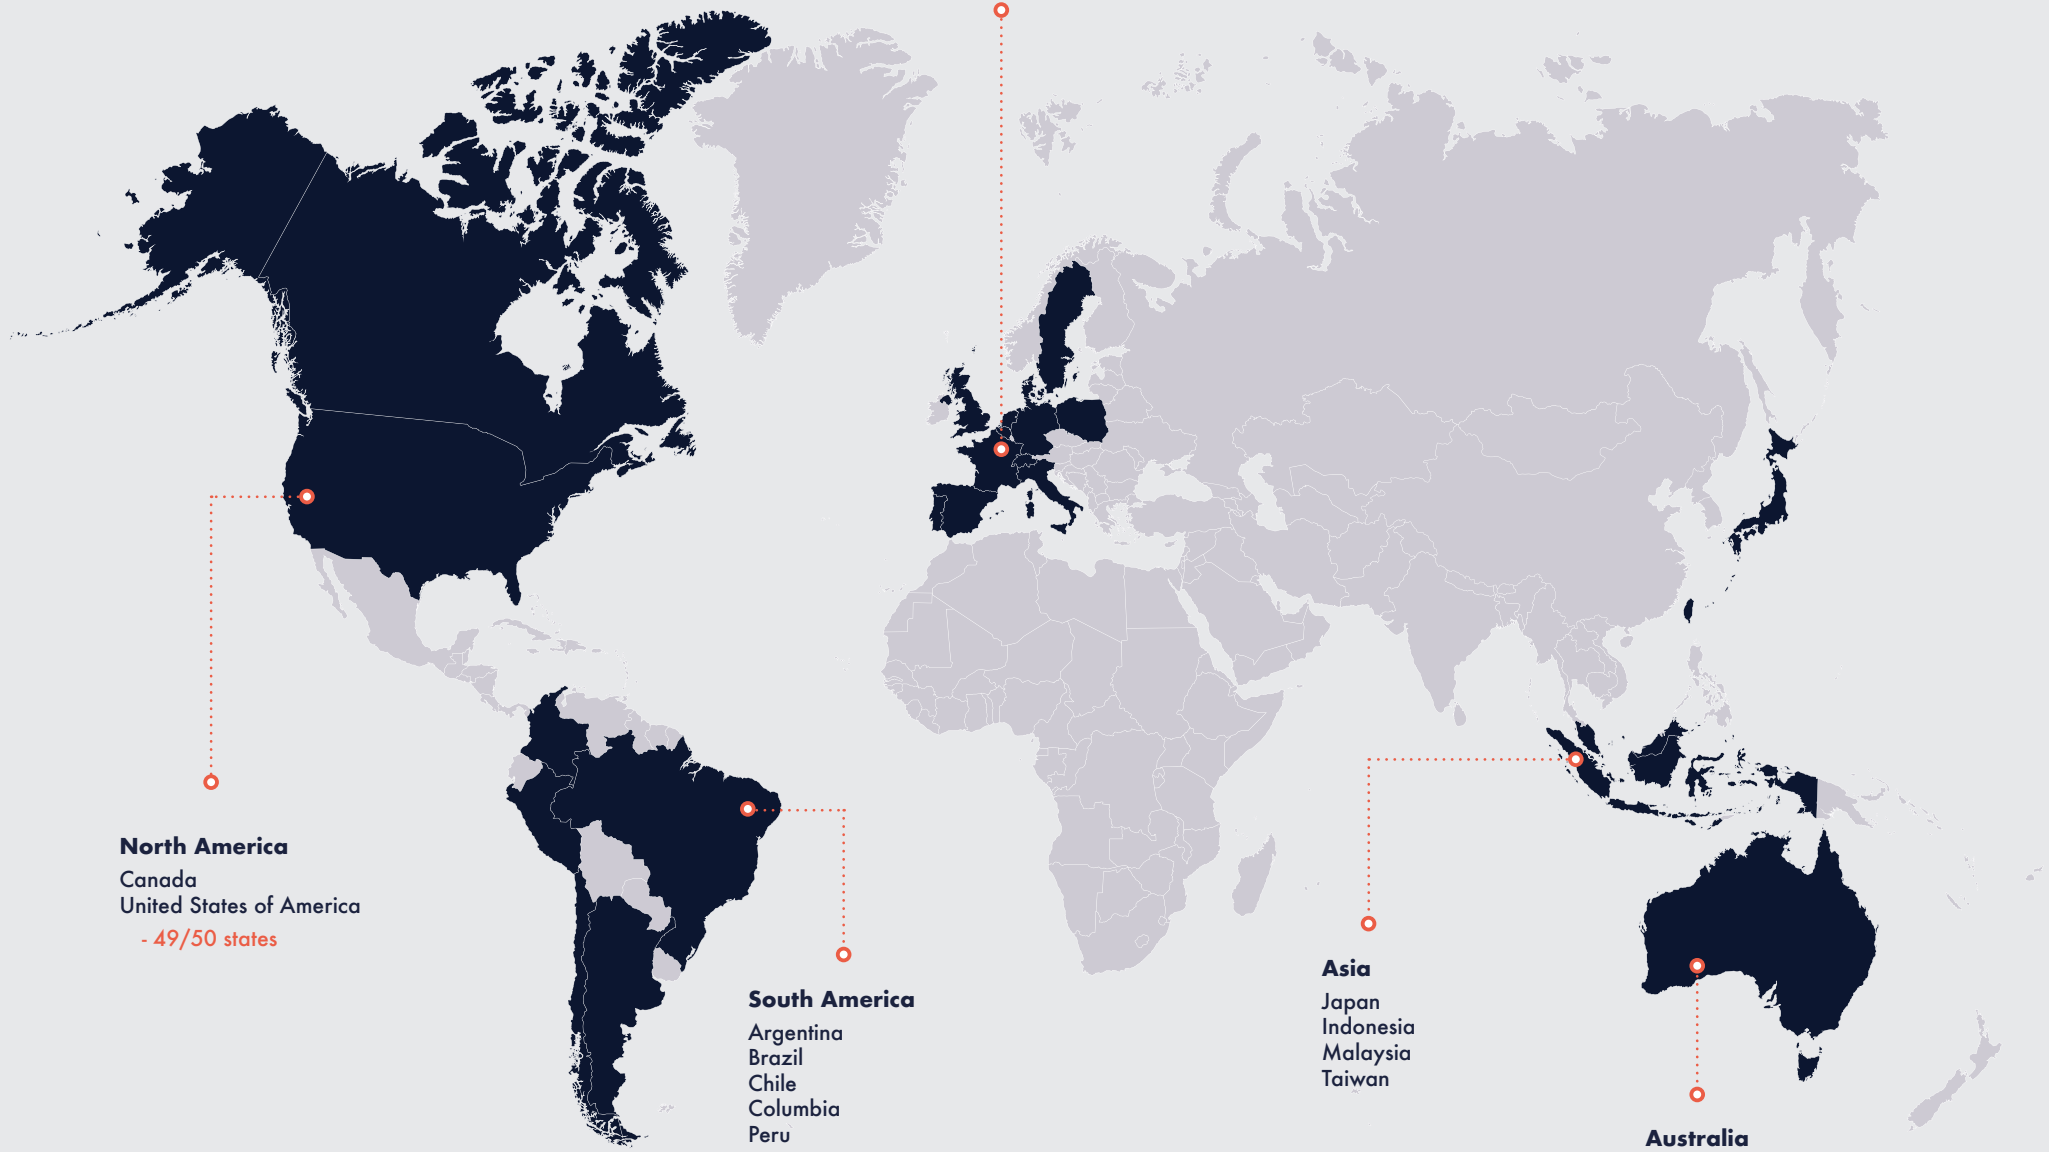 North America
Canada
United States of America
- 49/50 states
South America
Argentina
Brazil
Chile
Columbia
Peru
Asia
Japan
Indonesia
Malaysia
Taiwan
Australia